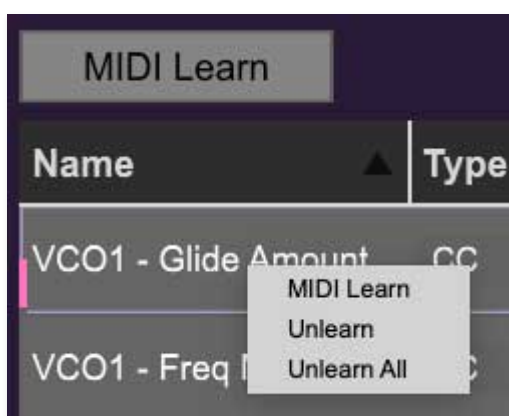 MIDI Learn
Name Type
VCO1 - Glide Amount CC
MIDI Learn
Unlearn
VCO1 - Freq
Unlearn All